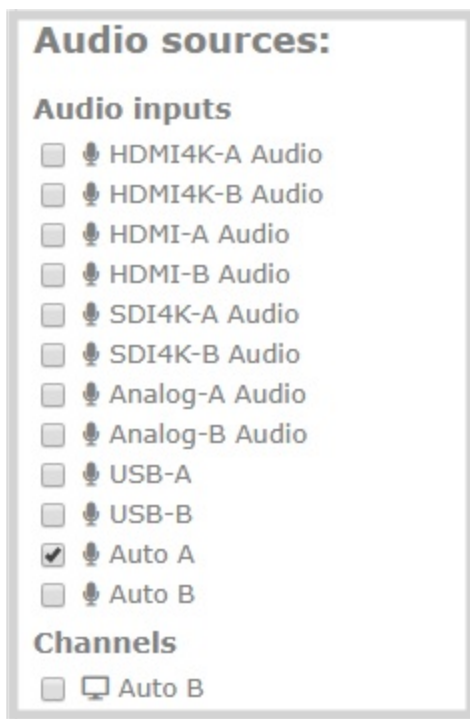 Audio sources:
Audio inputs
HDMI4K-A Audio
HDMI4K-B Audio
HDMI-A Audio
HDMI-B Audio
SDI4K-A Audio
SDI4K-B Audio
Analog-A Audio
Analog-B Audio
USB-A
USB-B
Auto A
Auto B
Channels
Auto B